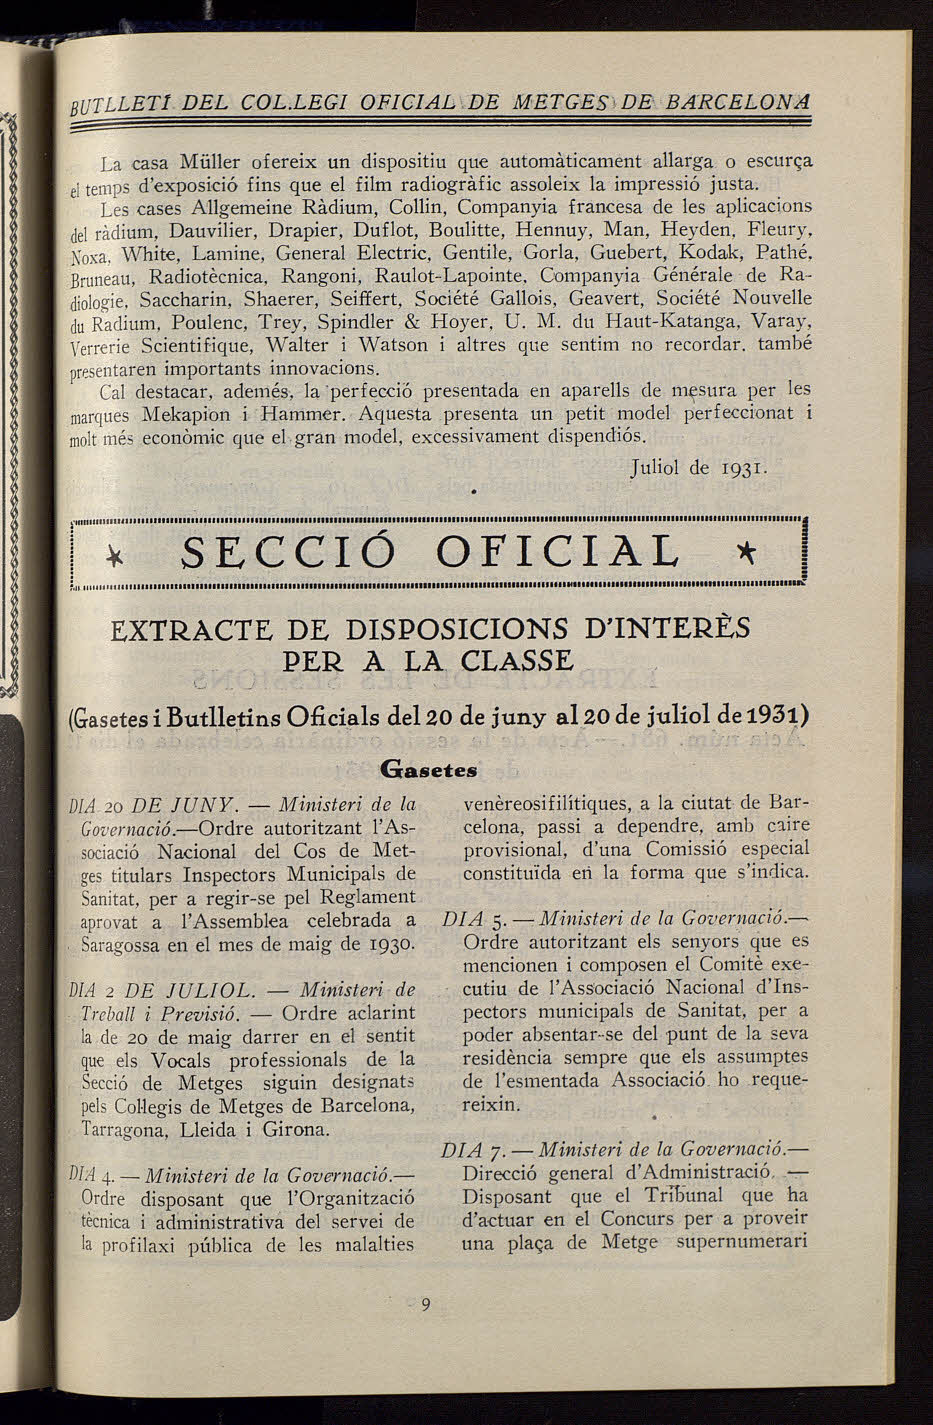 BUTLLETÍ DEL COL.LEGI OFICIAL DE METGES DE BARCELONA
La casa Müller ofereix un dispositiu que automàticament allarga o escurça
el temps d'exposició fins que el film radiogràfic assoleix la impressió justa.
Les cases Allgemeine Ràdium, Collin, Companyia francesa de les aplicacions
del ràdium, Dauvilier, Drapier, Duflot, Boulitte, Hennuy, Man, Heyden, Fleury,
Noxa, White, Lamine, General Electric, Gentile, Gorla, Guebert, Kodak, Pathé,
Bruneau, Radiotècnica, Rangoni, Raulot-Lapointe, Companyia Générale de Ra-
diologie, Saccharin, Shaerer, Seiffert, Société Gallois, Geavert, Société Nouvelle
du Radium, Poulenc, Trey, Spindler & Hoyer, U. M. du Haut-Katanga, Varay,
Verrerie Scientifique, Walter i Watson i altres que sentim no recordar, també
presentaren importants innovacions.
Cal destacar, ademés, la perfecció presentada en aparells de mesura per les
marques Mekapion i Hammer. Aquesta presenta un petit model perfeccionat i
molt més econòmic que el gran model, excessivament dispendiós.
Juliol de 1931.
* SECCIÓ OFICIAL *
EXTRACTE DE DISPOSICIONS D'INTERÈS
PER A LA CLASSE
(Gasetes i Butlletins Oficials del 20 de juny al 20 de juliol de 1931)
Gasetes
DIA 20 DE JUNY. — Ministeri de la
Governació.—Ordre autoritzant l'As-
sociació Nacional del Cos de Met-
ges titulars Inspectors Municipals de
Sanitat, per a regir-se pel Reglament
aprovat a l'Assemblea celebrada a
Saragossa en el mes de maig de 1930.
DIA 2 DE JULIOL. — Ministeri de
Treball i Previsió. — Ordre aclarint
la de 20 de maig darrer en el sentit
que els Vocals professionals de la
Secció de Metges siguin designats
pels Col·legis de Metges de Barcelona,
Tarragona, Lleida i Girona.
DIA 4. — Ministeri de la Governació.—
Ordre disposant que l'Organització
tècnica i administrativa del servei de
la profilaxi pública de les malalties
venèreosifilítiques, a la ciutat de Bar-
celona, passi a dependre, amb caire
provisional, d'una Comissió especial
constituïda en la forma que s'indica.
DIA 5. — Ministeri de la Governació.—
Ordre autoritzant els senyors que es
mencionen i composen el Comitè exe-
cutiu de l'Associació Nacional d'Ins-
pectors municipals de Sanitat, per a
poder absentar-se del punt de la seva
residència sempre que els assumptes
de l'esmentada Associació ho reque-
reixin.
DIA 7. — Ministeri de la Governació.—
Direcció general d'Administració. —
Disposant que el Tribunal que ha
d'actuar en el Concurs per a proveir
una plaça de Metge supernumerari
9